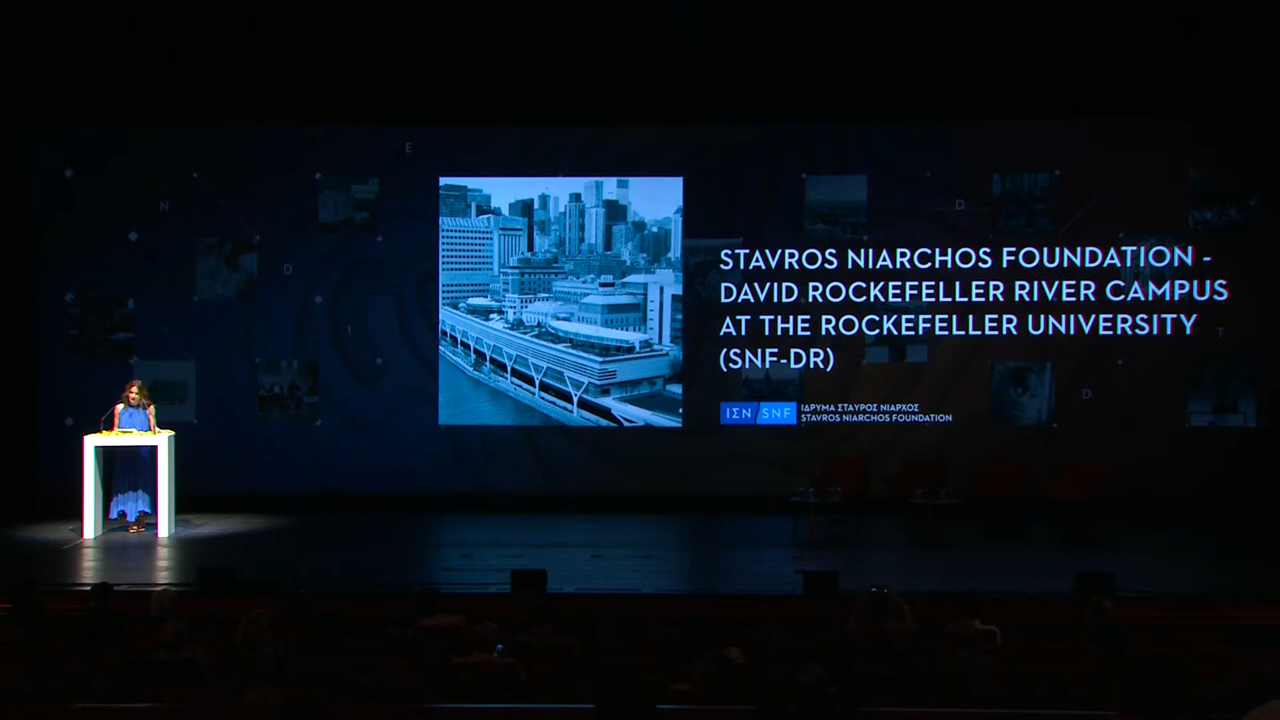 E
N
D
D
STAVROS NIARCHOS FOUNDATION -
DAVID ROCKEFELLER RIVER CAMPUS
AT THE ROCKEFELLER UNIVERSITY
(SNF-DR)
T
D
ΙΣΝ SNF
ΙΔΡΥΜΑ ΣΤΑΥΡΟΣ ΝΙΑΡΧΟΣ
STAVROS NIARCHOS FOUNDATION